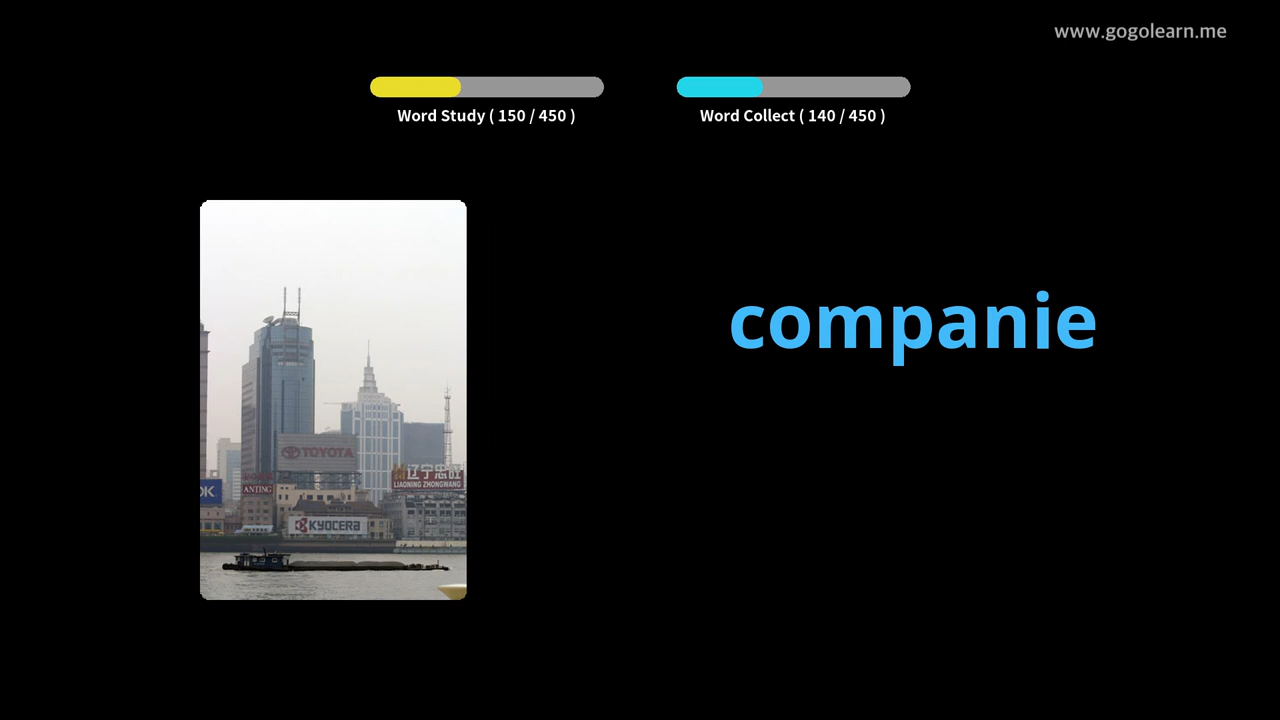 www.gogolearn.me
Word Study ( 150 / 450 )
Word Collect ( 140 / 450 )
companie
TOYOTA
辽宁忠旺
LIAONING ZHONGWANG
ANTING
KYOCERA